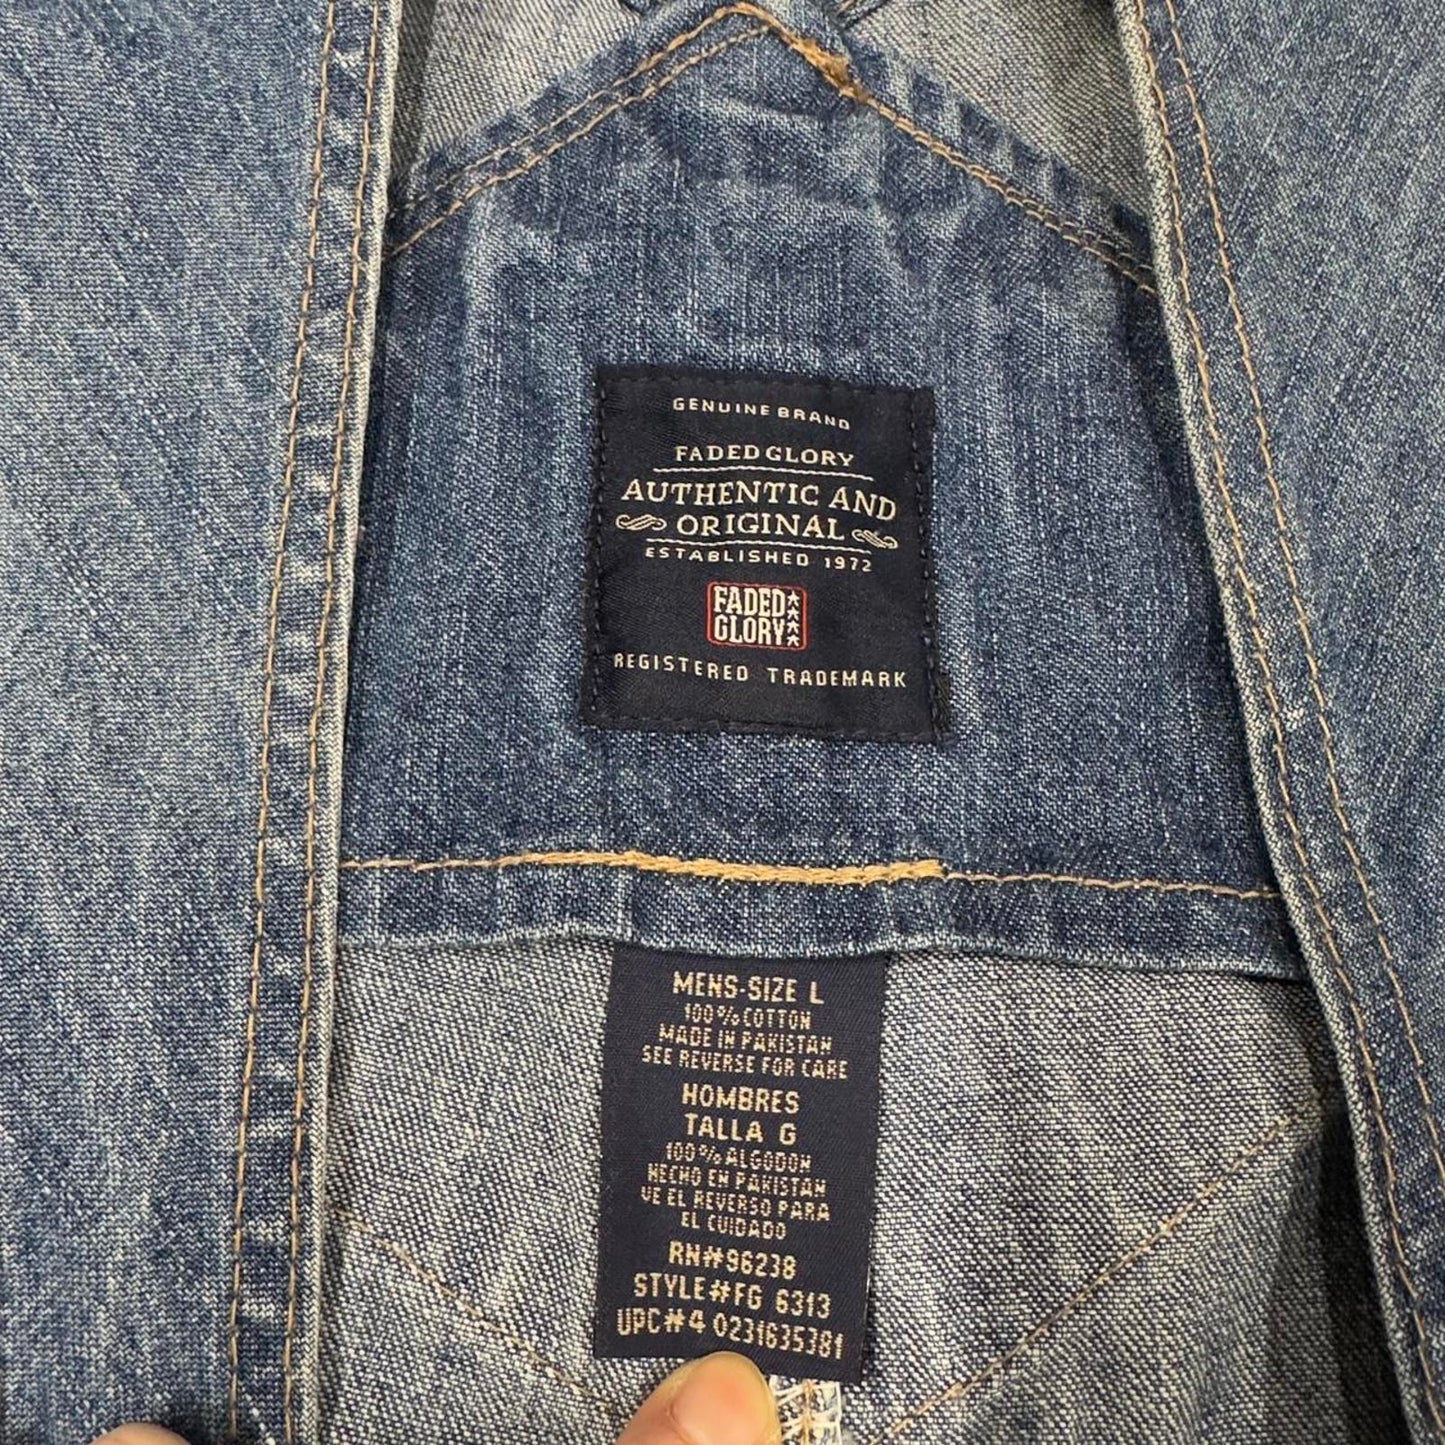 GENUINE BRAND
FADED GLORY
AUTHENTIC AND
ORIGINAL
ESTABLISHED 1972
FADED
GLORY
REGISTERED TRADEMARK
MENS-SIZE L
100% COTTON
MADE IN PAKISTAN
SEE REVERSE FOR CARE
HOMBRES
TALLA G
100% ALGODON
HECHO EN PAKISTAN
VE EL REVERSO PARA
EL CUIDADO
RN#96238
STYLE#FG 6313
UPC#4 0231635381